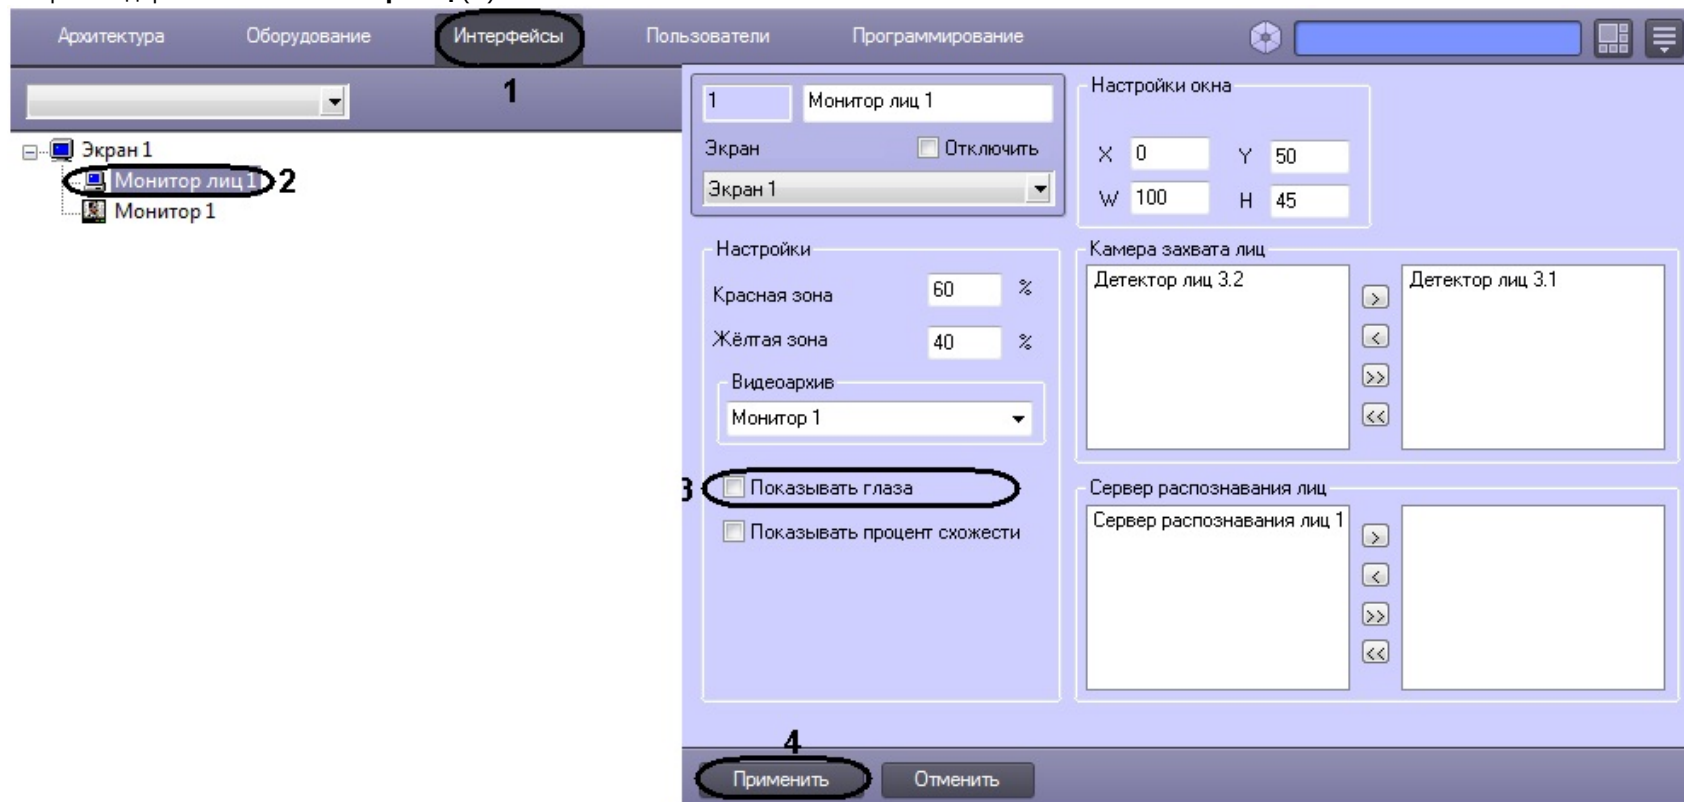 Архитектура Оборудование Интерфейсы Пользователи Программирование
1
1 Монитор лиц 1
Экран Отключить
Экран 1
Настройки окна
X 0 Y 50
W 100 H 45
Экран 1
Монитор лиц 1 2
Монитор 1
Настройки
Красная зона 60 %
Жёлтая зона 40 %
Видеоархив
Монитор 1
3 Показывать глаза
Показывать процент схожести
Камера захвата лиц
Детектор лиц 3.2 > Детектор лиц 3.1
<
>>
<<
Сервер распознавания лиц
Сервер распознавания лиц 1 >
<
>>
<<
4
Применить Отменить